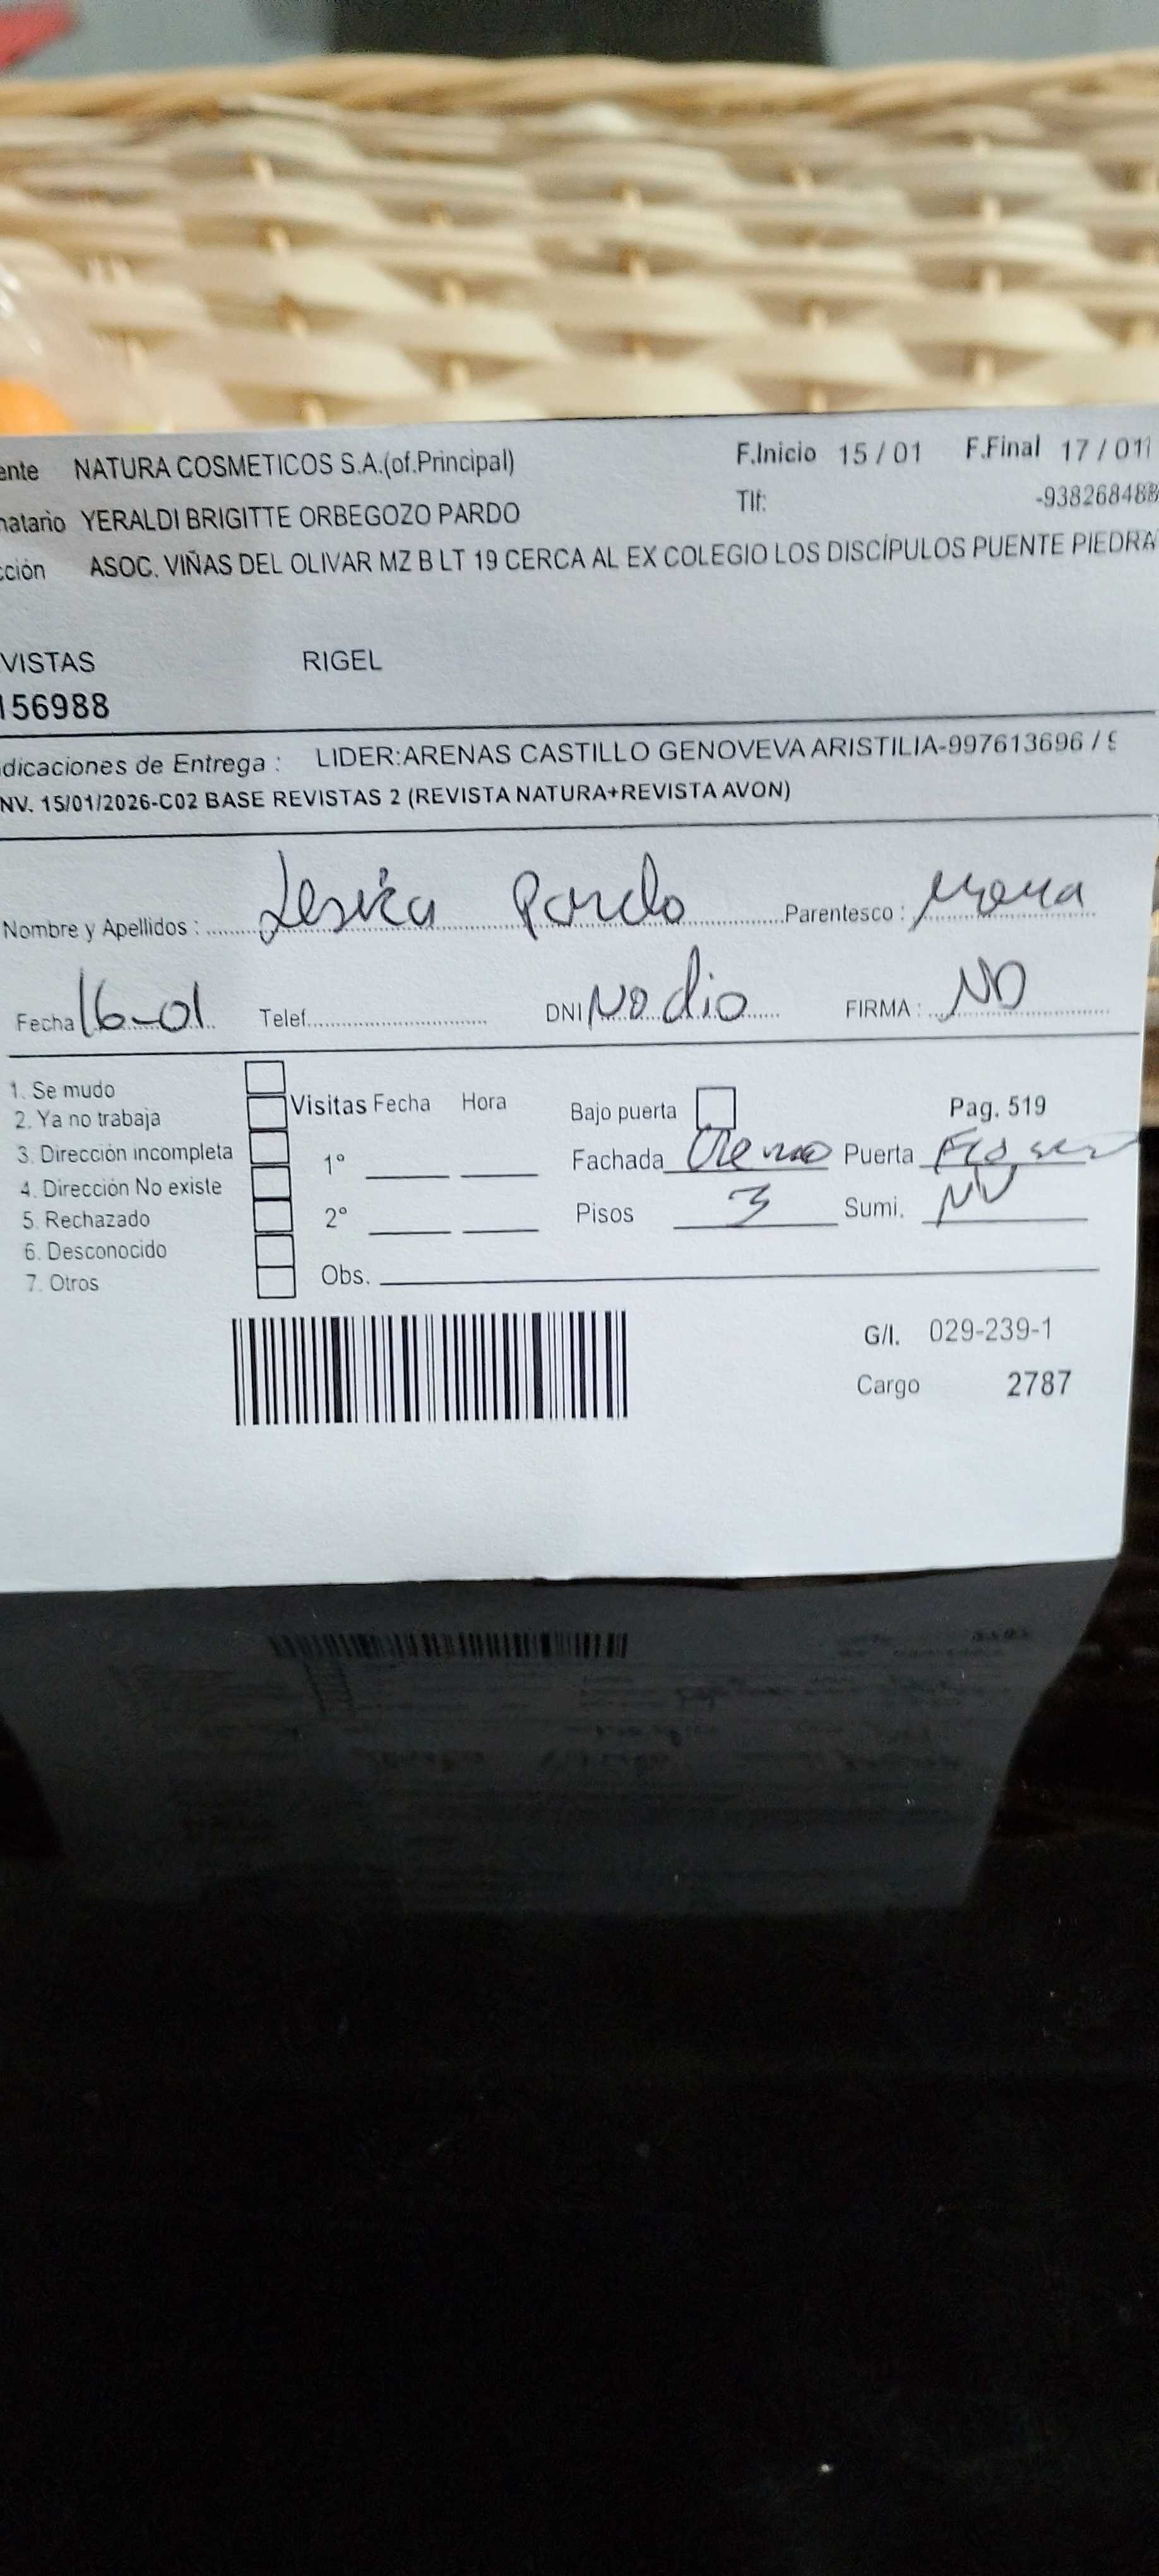 ente NATURA COSMETICOS S.A.(of.Principal) F.Inicio 15 / 01 F.Final 17 / 01
natario YERALDI BRIGITTE ORBEGOZO PARDO Tlf: -938268488
cción ASOC. VIÑAS DEL OLIVAR MZ B LT 19 CERCA AL EX COLEGIO LOS DISCÍPULOS PUENTE PIEDRA
VISTAS RIGEL
156988
dicaciones de Entrega : LIDER:ARENAS CASTILLO GENOVEVA ARISTILIA-997613696 / 9
NV. 15/01/2026-C02 BASE REVISTAS 2 (REVISTA NATURA+REVISTA AVON)
Nombre y Apellidos : Jesica Pardo Parentesco :
Fecha 16-01 Telef. DNI No dio FIRMA : NO
1. Se mudo
2. Ya no trabaja Visitas Fecha Hora Bajo puerta Pag. 519
3. Dirección incompleta 1° Fachada Puerta
4. Dirección No existe
5. Rechazado 2° Pisos 3 Sumi.
6. Desconocido
7. Otros Obs.
G/I. 029-239-1
Cargo 2787